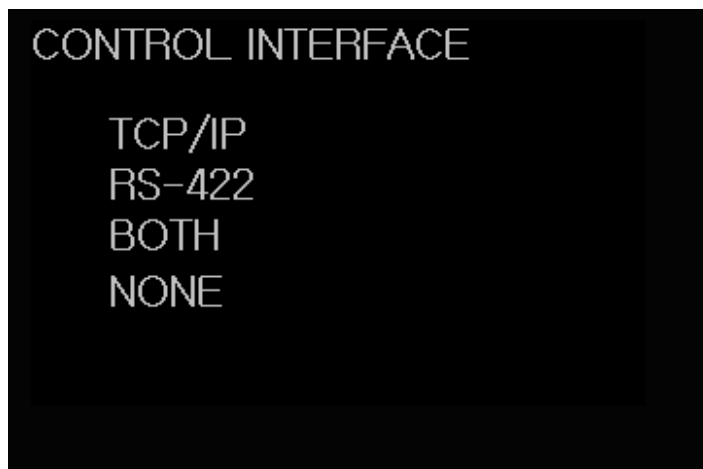 CONTROL INTERFACE
TCP/IP
RS-422
BOTH
NONE